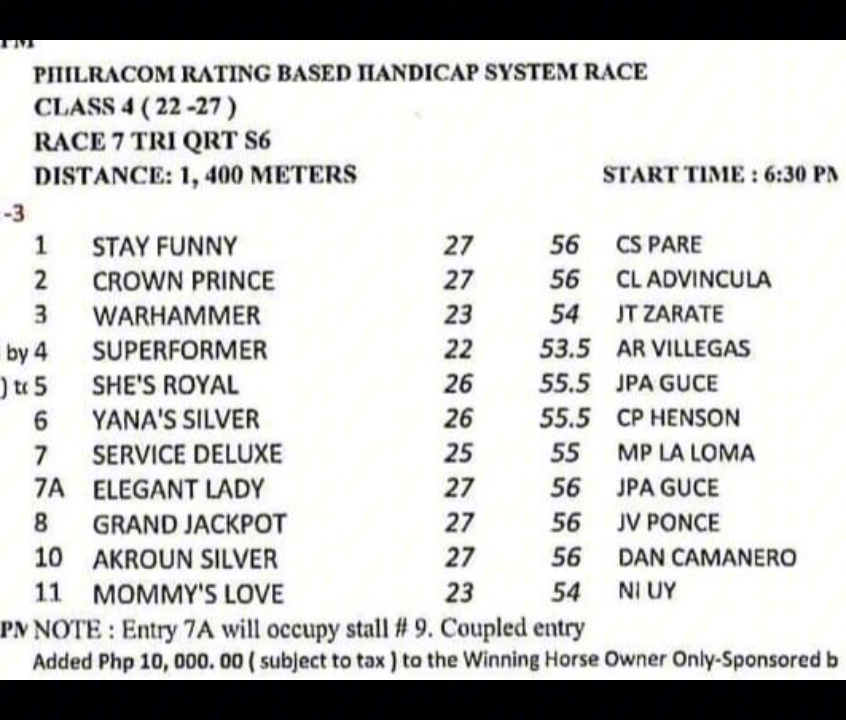 PHILRACOM RATING BASED HANDICAP SYSTEM RACE
CLASS 4 ( 22 -27 )
RACE 7 TRI QRT S6
DISTANCE: 1, 400 METERS START TIME : 6:30 PM
-3
1 STAY FUNNY 27 56 CS PARE
2 CROWN PRINCE 27 56 CL ADVINCULA
3 WARHAMMER 23 54 JT ZARATE
by 4 SUPERFORMER 22 53.5 AR VILLEGAS
) to 5 SHE'S ROYAL 26 55.5 JPA GUCE
6 YANA'S SILVER 26 55.5 CP HENSON
7 SERVICE DELUXE 25 55 MP LA LOMA
7A ELEGANT LADY 27 56 JPA GUCE
8 GRAND JACKPOT 27 56 JV PONCE
10 AKROUN SILVER 27 56 DAN CAMANERO
11 MOMMY'S LOVE 23 54 NI UY
PM NOTE : Entry 7A will occupy stall # 9. Coupled entry
Added Php 10, 000. 00 ( subject to tax ) to the Winning Horse Owner Only-Sponsored b